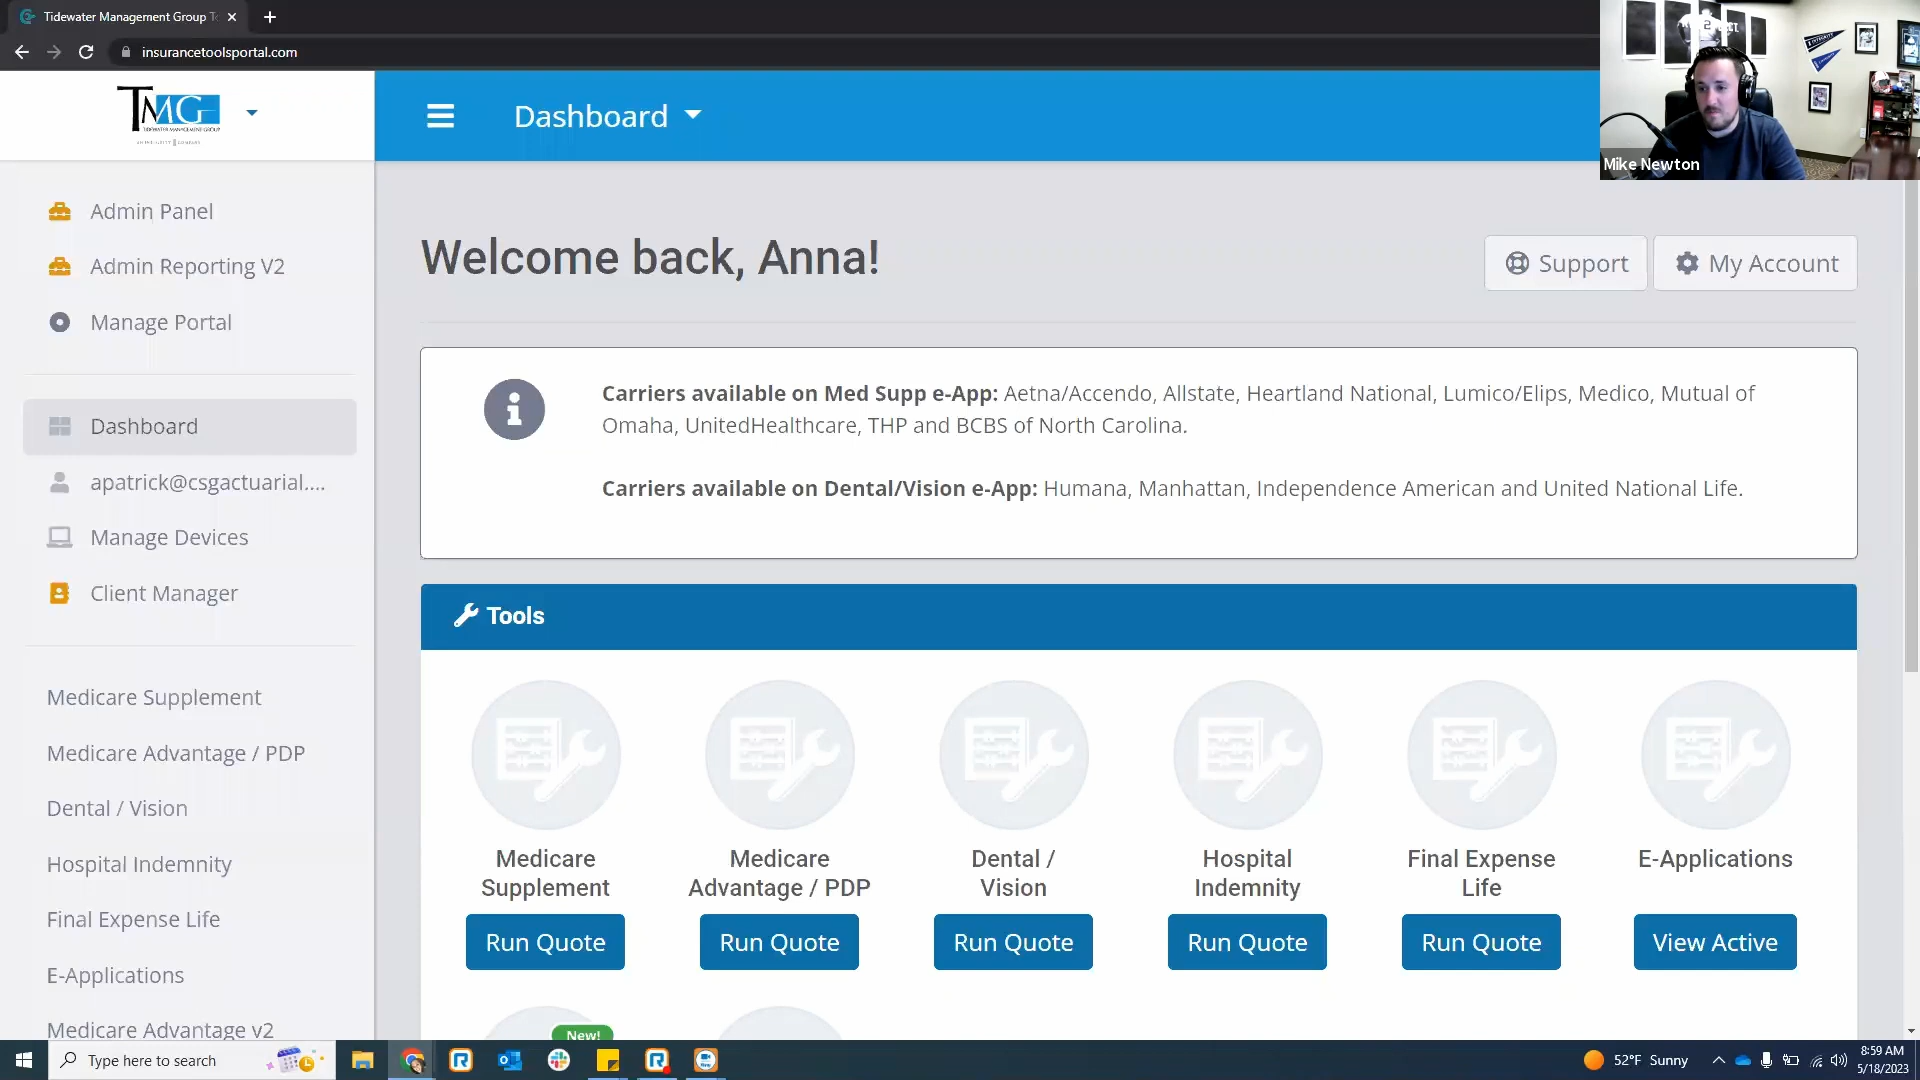 Tidewater Management Group T
insurancetoolsportal.com
TMG
TIDEWATER MANAGEMENT GROUP
Dashboard
Mike Newton
Admin Panel
Admin Reporting V2
Manage Portal
Dashboard
apatrick@csgactuarial....
Manage Devices
Client Manager
Medicare Supplement
Medicare Advantage / PDP
Dental / Vision
Hospital Indemnity
Final Expense Life
E-Applications
Medicare Advantage v2
Welcome back, Anna!
Support
My Account
Carriers available on Med Supp e-App: Aetna/Accendo, Allstate, Heartland National, Lumico/Elips, Medico, Mutual of
Omaha, UnitedHealthcare, THP and BCBS of North Carolina.
Carriers available on Dental/Vision e-App: Humana, Manhattan, Independence American and United National Life.
Tools
Medicare
Supplement
Run Quote
Medicare
Advantage / PDP
Run Quote
Dental /
Vision
Run Quote
Hospital
Indemnity
Run Quote
Final Expense
Life
Run Quote
E-Applications
View Active
New!
Type here to search
52°F Sunny
8:59 AM
5/18/2023